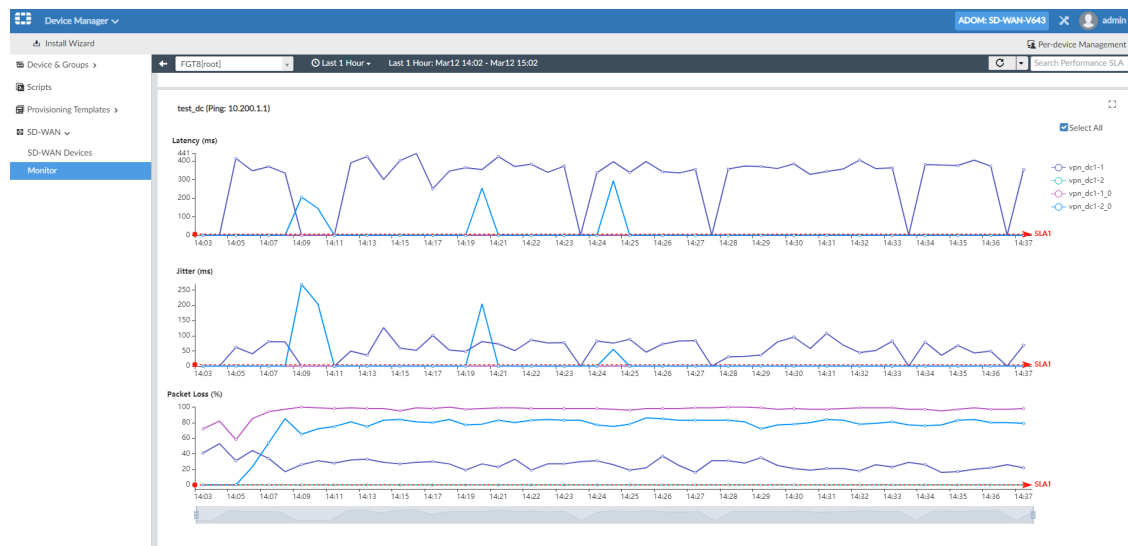 Device Manager
ADOM: SD-WAN-V643
admin
Install Wizard
Per-device Management
Device & Groups
FGT8[root]
Last 1 Hour
Last 1 Hour: Mar12 14:02 - Mar12 15:02
Search Performance SLA
Scripts
Provisioning Templates
SD-WAN
SD-WAN Devices
Monitor
test_dc (Ping: 10.200.1.1)
Select All
Latency (ms)
441
400
300
200
100
0
SLA1
14:03 14:05 14:07 14:09 14:11 14:13 14:15 14:17 14:19 14:21 14:22 14:23 14:24 14:25 14:26 14:27 14:28 14:29 14:30 14:31 14:32 14:33 14:34 14:35 14:36 14:37
vpn_dc1-1
vpn_dc1-2
vpn_dc1-1_0
vpn_dc1-2_0
Jitter (ms)
250
200
150
100
50
0
SLA1
14:03 14:05 14:07 14:09 14:11 14:13 14:15 14:17 14:19 14:21 14:22 14:23 14:24 14:25 14:26 14:27 14:28 14:29 14:30 14:31 14:32 14:33 14:34 14:35 14:36 14:37
Packet Loss (%)
100
80
60
40
20
0
SLA1
14:03 14:05 14:07 14:09 14:11 14:13 14:15 14:17 14:19 14:21 14:22 14:23 14:24 14:25 14:26 14:27 14:28 14:29 14:30 14:31 14:32 14:33 14:34 14:35 14:36 14:37